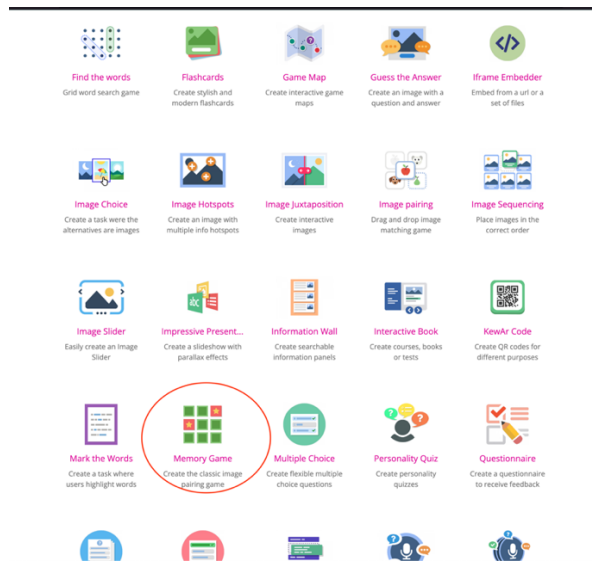 Find the words
Flashcards
Game Map
Guess the Answer
Iframe Embedder
Grid word search game
Create stylish and
modern flashcards
Create interactive game
maps
Create an image with a
question and answer
Embed from a url or a
set of files
Image Choice
Image Hotspots
Image Juxtaposition
Image pairing
Image Sequencing
Create a task were the
alternatives are images
Create an image with
multiple info hotspots
Create interactive
images
Drag and drop image
matching game
Place images in the
correct order
Image Slider
Impressive Present...
Information Wall
Interactive Book
KewAr Code
Easily create an Image
Slider
Create a slideshow with
parallax effects
Create searchable
information panels
Create courses, books
or tests
Create QR codes for
different purposes
Mark the Words
Memory Game
Multiple Choice
Personality Quiz
Questionnaire
Create a task where
users highlight words
Create the classic image
pairing game
Create flexible multiple
choice questions
Create personality
quizzes
Create a questionnaire
to receive feedback